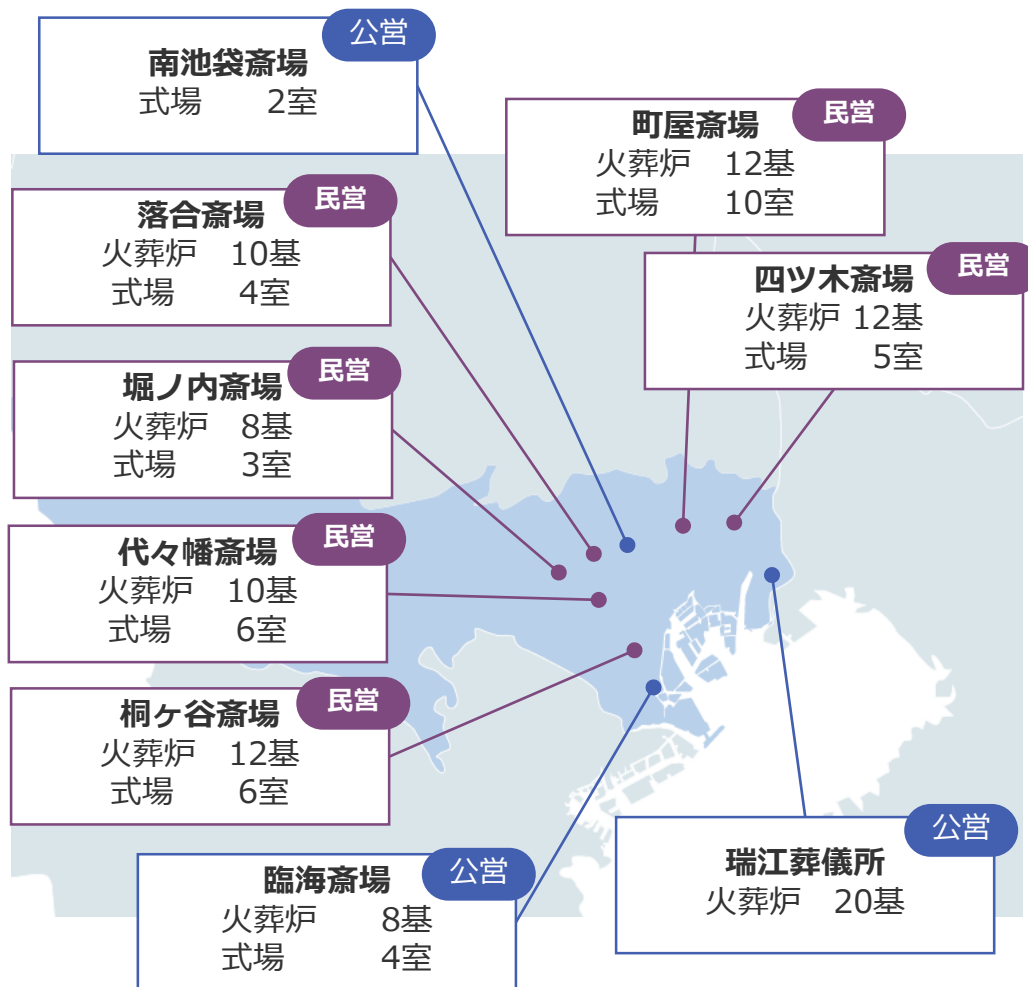 公営
南池袋斎場
式場 2室
民営
町屋斎場
火葬炉 12基
式場 10室
民営
落合斎場
火葬炉 10基
式場 4室
民営
四ツ木斎場
火葬炉 12基
式場 5室
民営
堀ノ内斎場
火葬炉 8基
式場 3室
民営
代々幡斎場
火葬炉 10基
式場 6室
民営
桐ヶ谷斎場
火葬炉 12基
式場 6室
公営
臨海斎場
火葬炉 8基
式場 4室
公営
瑞江葬儀所
火葬炉 20基